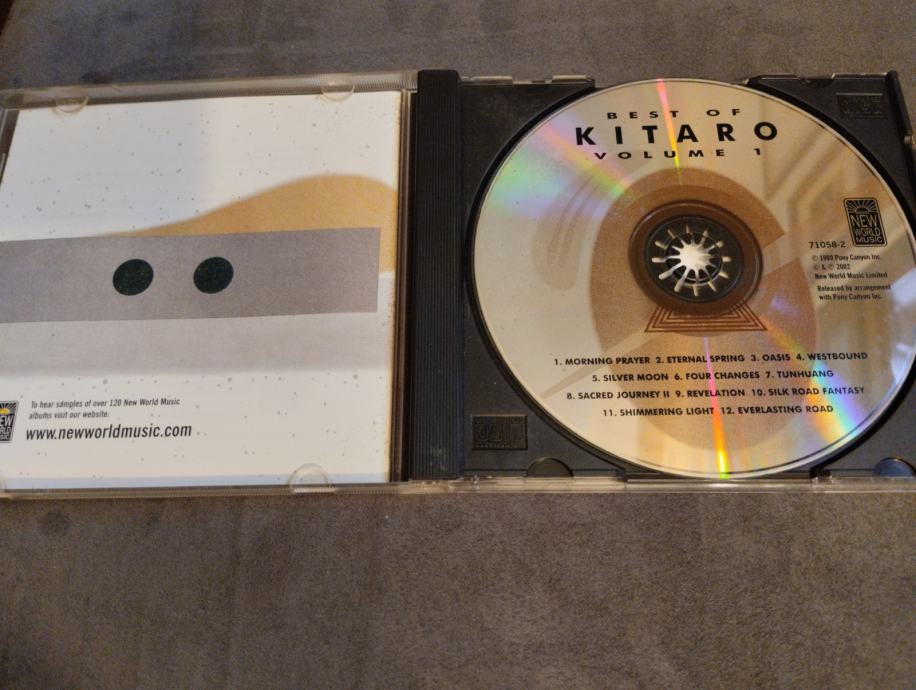 To hear samples of over 120 New World Music
albums visit our website:
www.newworldmusic.com
BEST OF
KITARO
VOLUME 1
NEW
WORLD
MUSIC
71058-2
℗ 1980 Pony Canyon Inc.
© & ℗ 2002
New World Music Limited
Released by arrangement
with Pony Canyon Inc.
1. MORNING PRAYER 2. ETERNAL SPRING 3. OASIS 4. WESTBOUND
5. SILVER MOON 6. FOUR CHANGES 7. TUNHUANG
8. SACRED JOURNEY II 9. REVELATION 10. SILK ROAD FANTASY
11. SHIMMERING LIGHT 12. EVERLASTING ROAD